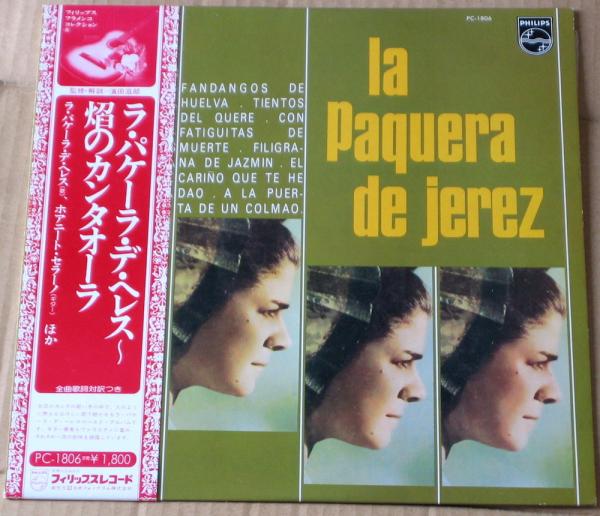 フィリップス
フラメンコ
コレクション
監修・解説—濱田滋郎
ラ・パケーラ・デ・ヘレス〜
焰のカンタオーラ
ラ・パケーラ・デ・ヘレス(唄)、ホアニート・セラーノ(ギター) ほか
全曲歌詞対訳つき
PC-1806 ¥1,800
PHILIPS
フィリップスレコード
PC-1806
PHILIPS
la
Paquera
de jerez
FANDANGOS DE
HUELVA . TIENTOS
DEL QUERE . CON
FATIGUITAS DE
MUERTE . FILIGRA-
NA DE JAZMIN . EL
CARIÑO QUE TE HE
DAO . A LA PUER-
TA DE UN COLMAO.